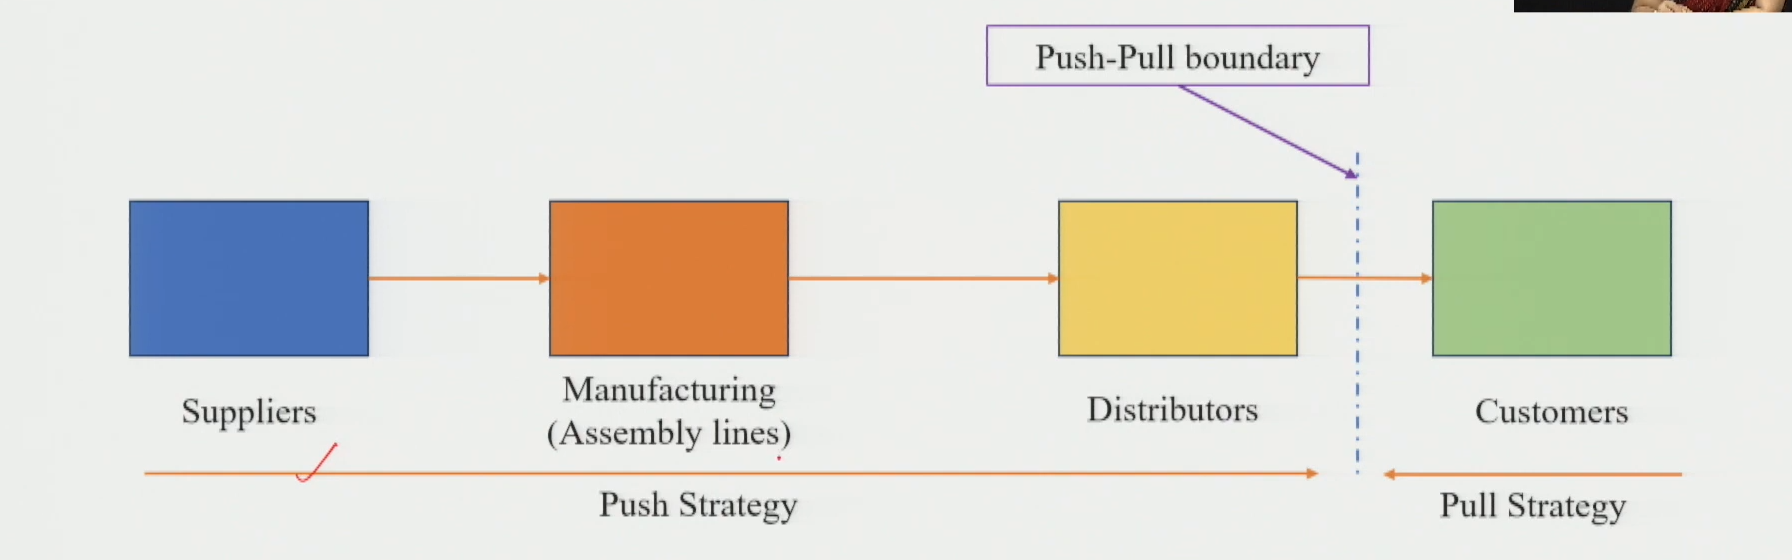 Push-Pull boundary
Suppliers
Manufacturing
(Assembly lines)
Distributors
Customers
Push Strategy
Pull Strategy